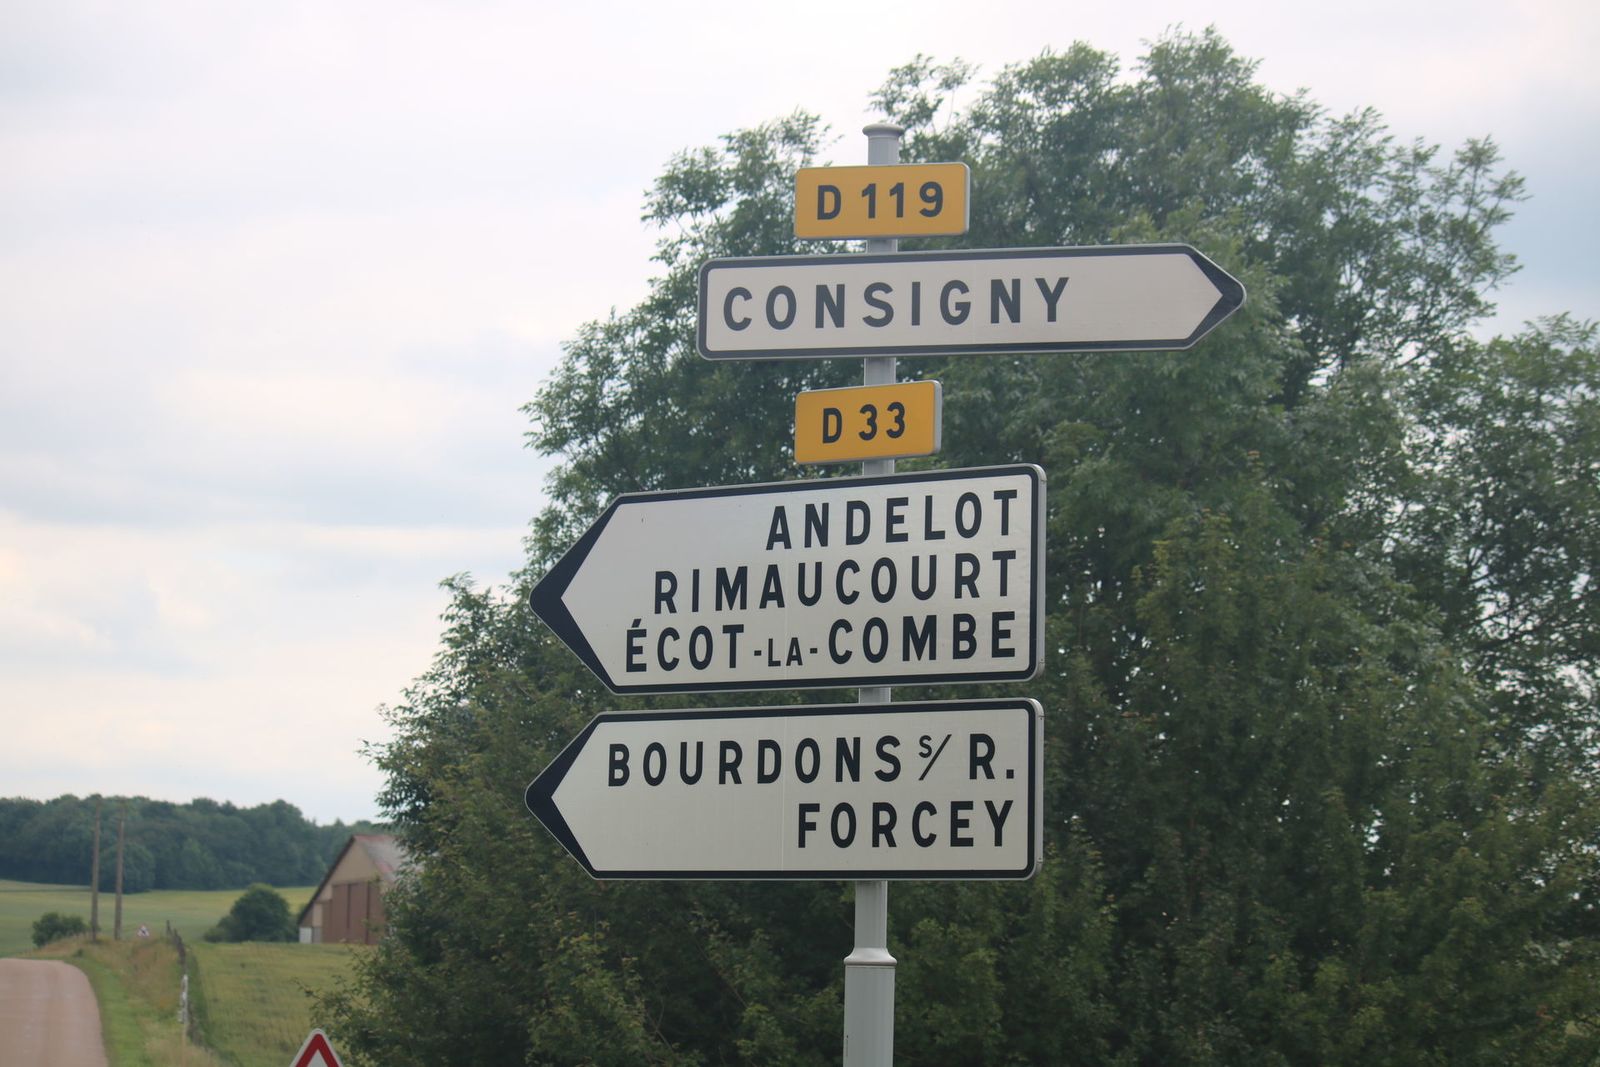 D 119
CONSIGNY
D 33
ANDELOT
RIMAUCOURT
ÉCOT-LA-COMBE
BOURDONS s/ R.
FORCEY